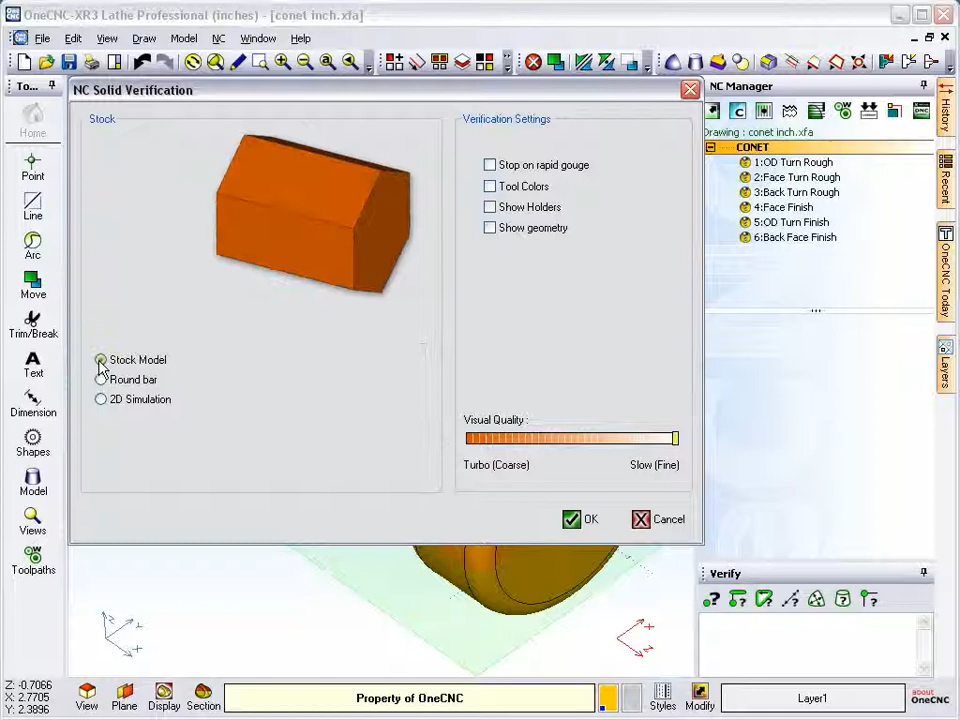 OneCNC-XR3 Lathe Professional (inches) - [conet inch.xfa]
File Edit View Draw Model NC Window Help
To...
NC Solid Verification
NC Manager
Stock
Verification Settings
Home
Drawing : conet inch.xfa
CONET
Stop on rapid gouge
1:OD Turn Rough
Point
Tool Colors
2:Face Turn Rough
3:Back Turn Rough
Line
Show Holders
4:Face Finish
Show geometry
5:OD Turn Finish
6:Back Face Finish
Arc
Move
Trim/Break
Stock Model
Text
Round bar
2D Simulation
Dimension
Visual Quality :
Shapes
Turbo (Coarse)
Slow (Fine)
Model
OK
Cancel
Views
Toolpaths
Verify
History
Recent
OneCNC Today
Layers
Z
Y
X
X
Z
Z: -0.7066
X: 2.7705
Y: 2.3896
View
Plane
Display
Section
Property of OneCNC
Styles
Modify
Layer1
about
OneCNC